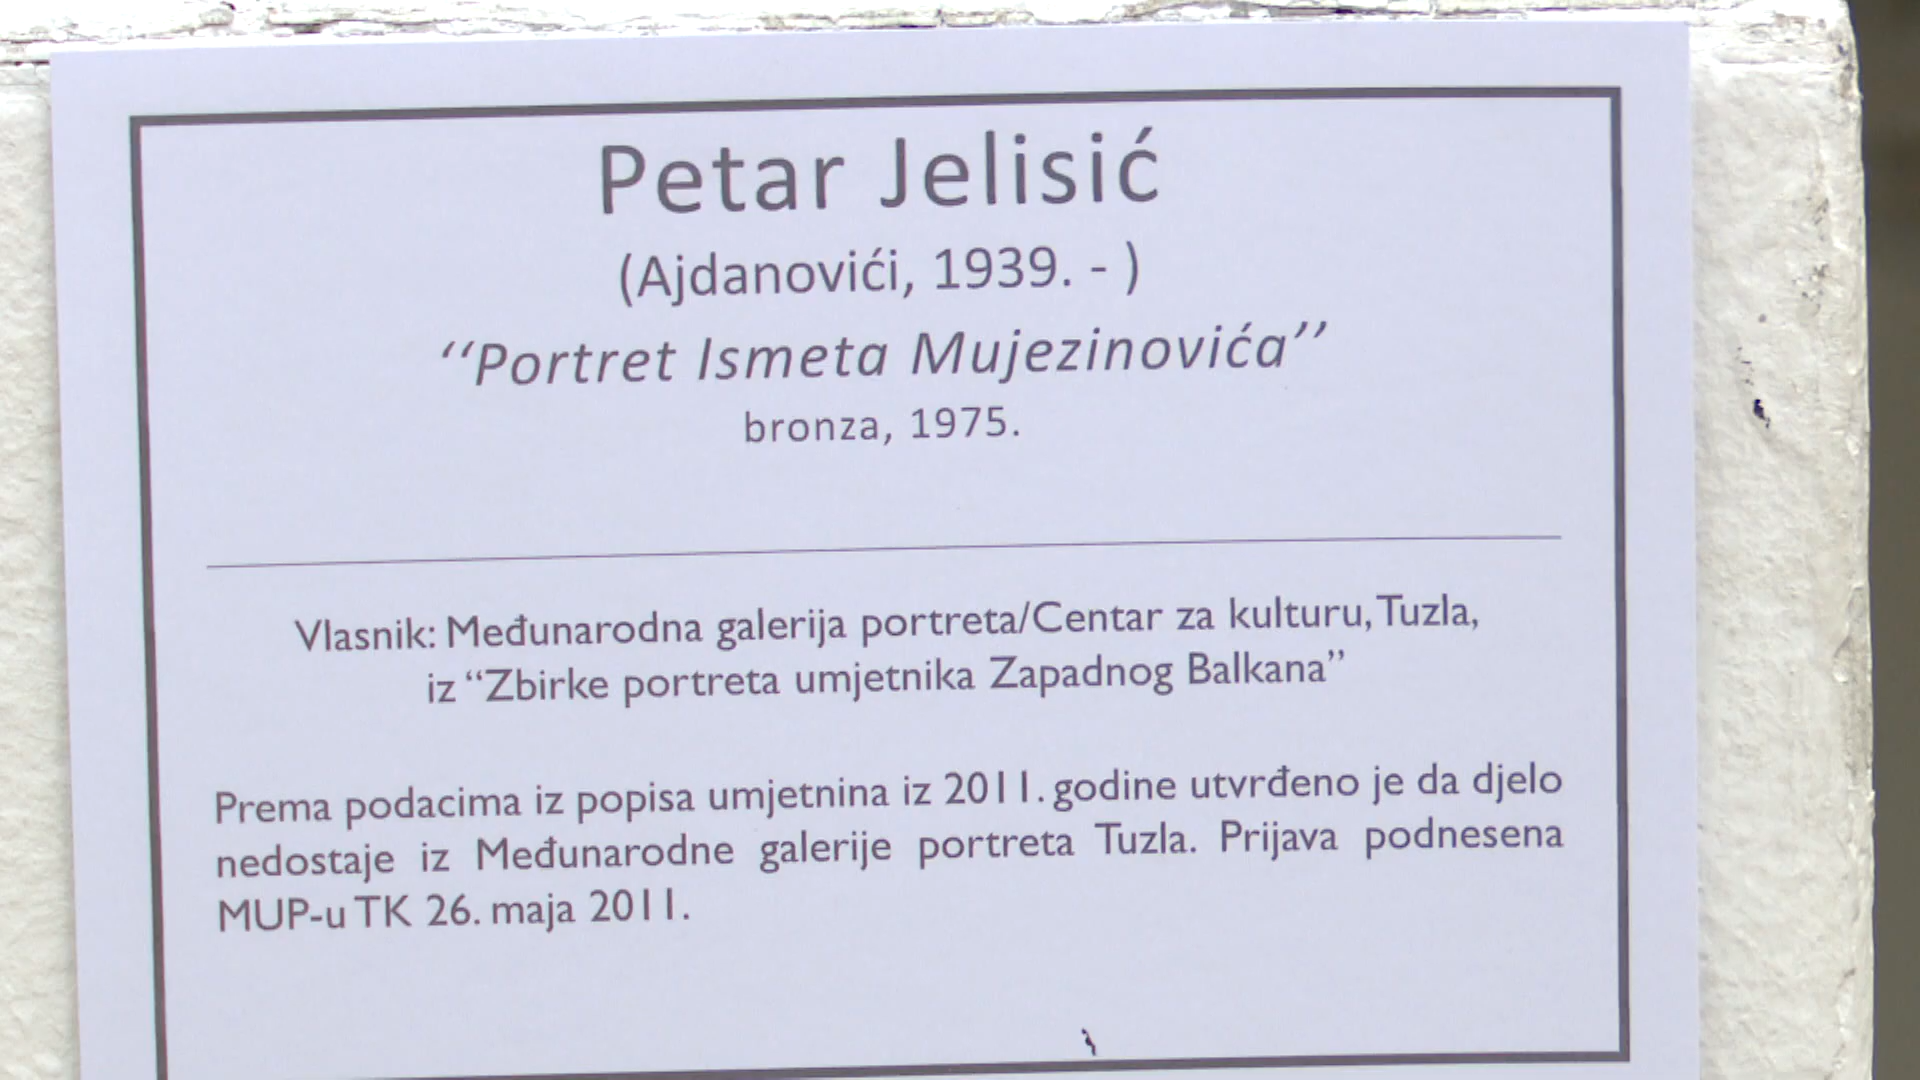 Petar Jelisić
(Ajdanovići, 1939. - )
‘‘Portret Ismeta Mujezinovića’’
bronza, 1975.
Vlasnik: Međunarodna galerija portreta/Centar za kulturu, Tuzla,
iz “Zbirke portreta umjetnika Zapadnog Balkana”
Prema podacima iz popisa umjetnina iz 2011. godine utvrđeno je da djelo
nedostaje iz Međunarodne galerije portreta Tuzla. Prijava podnesena
MUP-u TK 26. maja 2011.